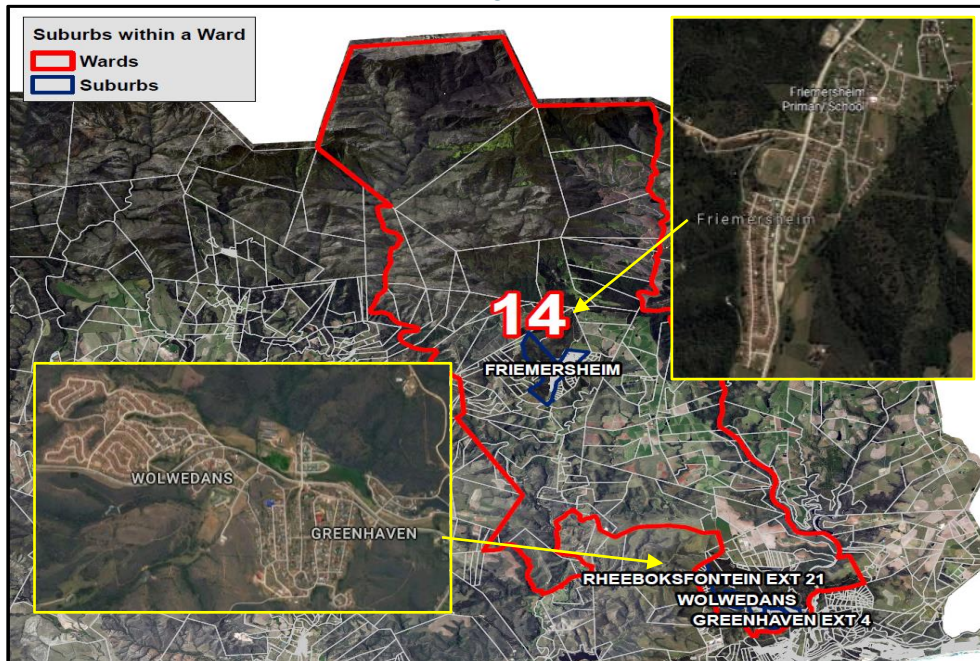 Suburbs within a Ward
Wards
Suburbs
Friemersheim
Primary School
Friemersheim
14
FRIEMERSHEIM
WOLWEDANS
GREENHAVEN
RHEEBOKSFONTEIN EXT 21
WOLWEDANS
GREENHAVEN EXT 4